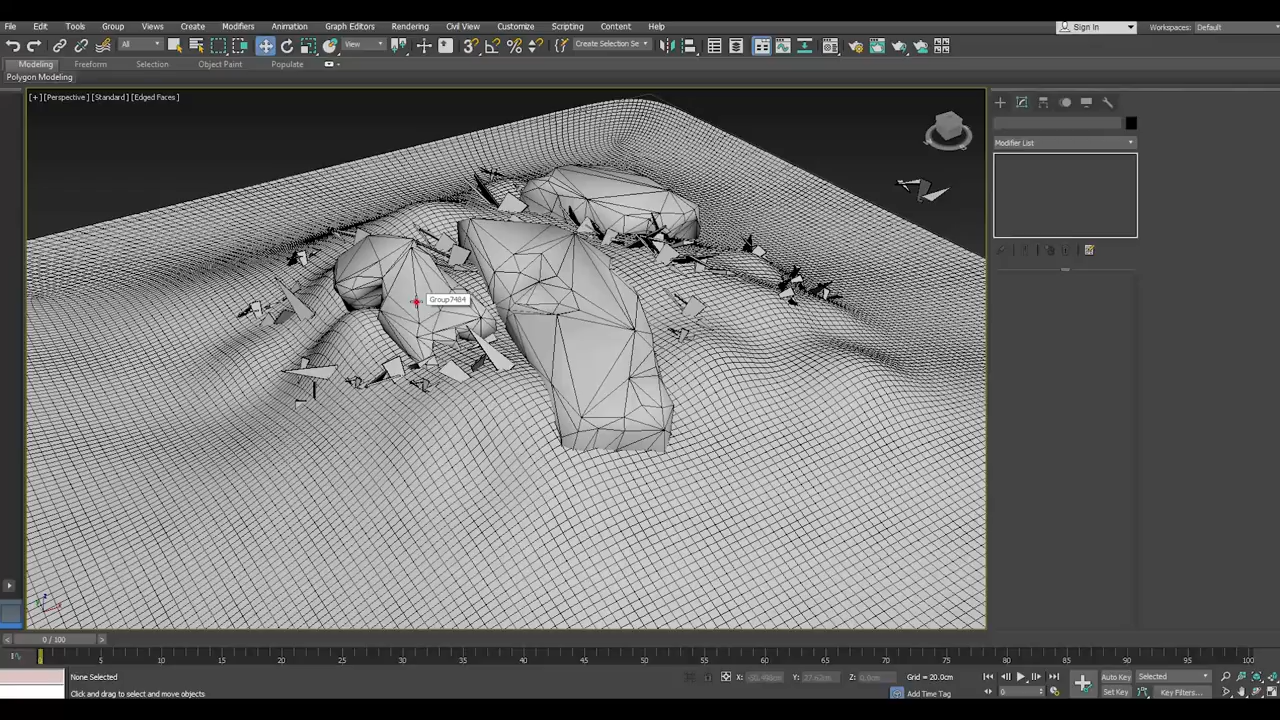 File Edit Tools Group Views Create Modifiers Animation Graph Editors Rendering Civil View Customize Scripting Content Help Sign In Workspaces: Default
All View Create Selection Se
Modeling Freeform Selection Object Paint Populate
Polygon Modeling
[+] [Perspective] [Standard] [Edged Faces]
Modifier List
Group7484
0 / 100
0 5 10 15 20 25 30 35 40 45 50 55 60 65 70 75 80 85 90 95 100
None Selected X: Y: Z: 0.0cm Grid = 20.0cm Auto Key Selected
Click and drag to select and move objects Add Time Tag 0 Set Key Key Filters...